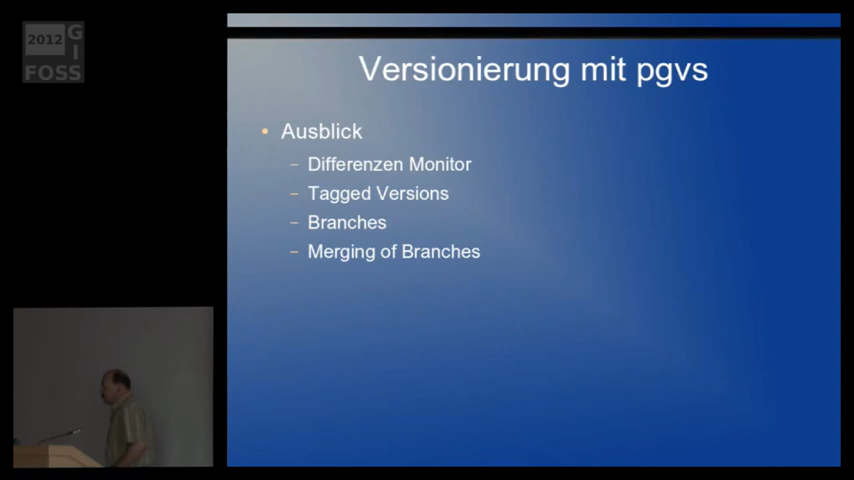 2012
G
I
FOSS
Versionierung mit pgvs
Ausblick
Differenzen Monitor
Tagged Versions
Branches
Merging of Branches